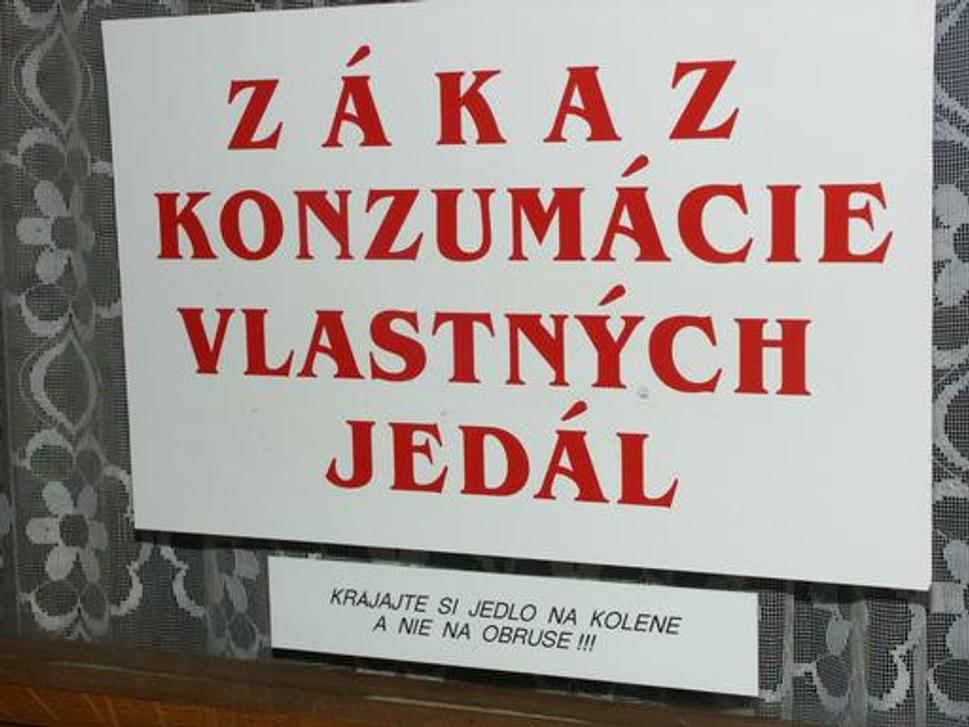 ZÁKAZ
KONZUMÁCIE
VLASTNÝCH
JEDÁL
KRAJAJTE SI JEDLO NA KOLENE
A NIE NA OBRUSE!!!